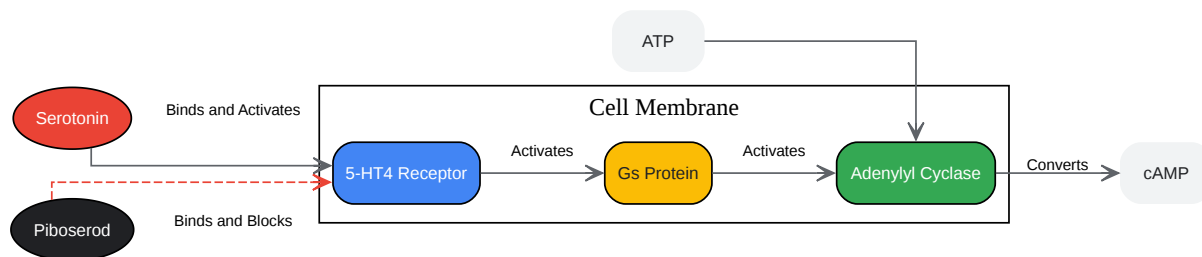 ATP
Cell Membrane
Serotonin
Binds and Activates
5-HT4 Receptor
Activates
Gs Protein
Activates
Adenylyl Cyclase
Converts
cAMP
Piboserod
Binds and Blocks